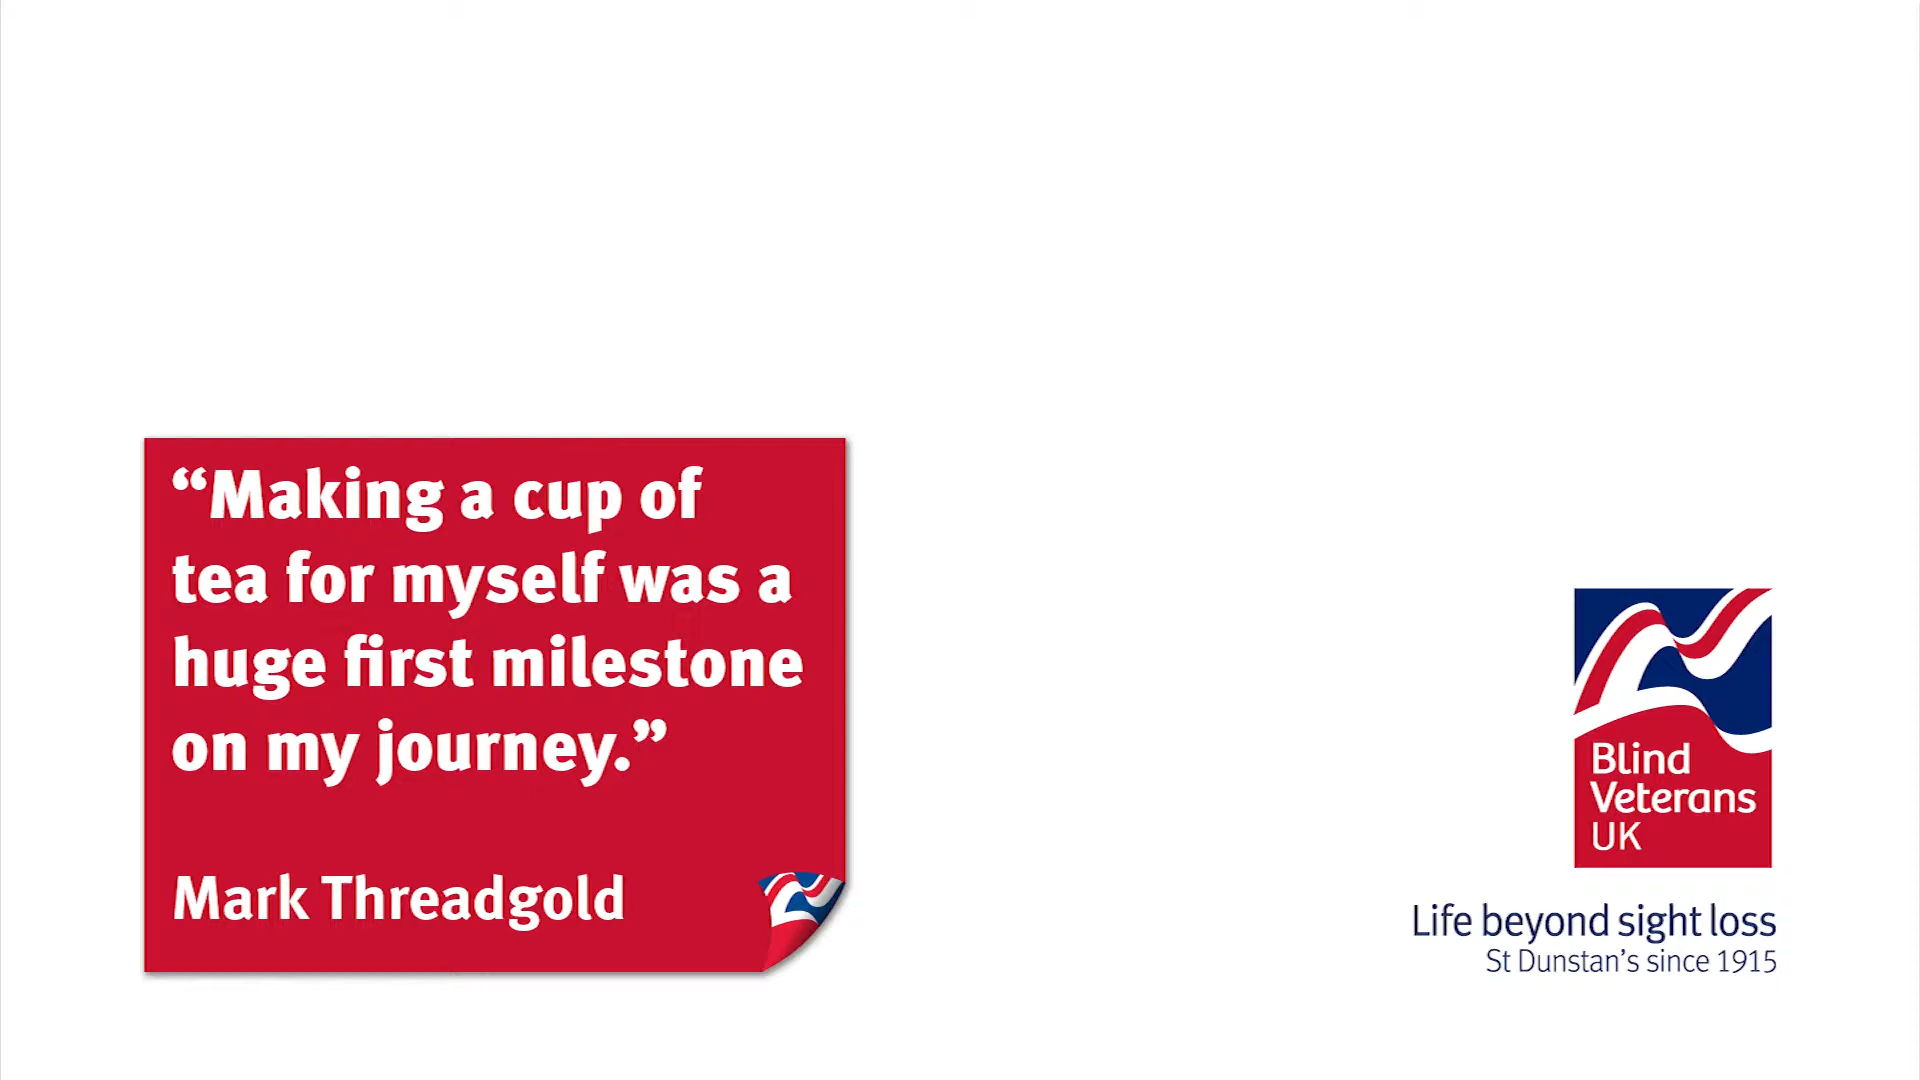 “Making a cup of
tea for myself was a
huge first milestone
on my journey.”
Mark Threadgold
Blind
Veterans
UK
Life beyond sight loss
St Dunstan’s since 1915